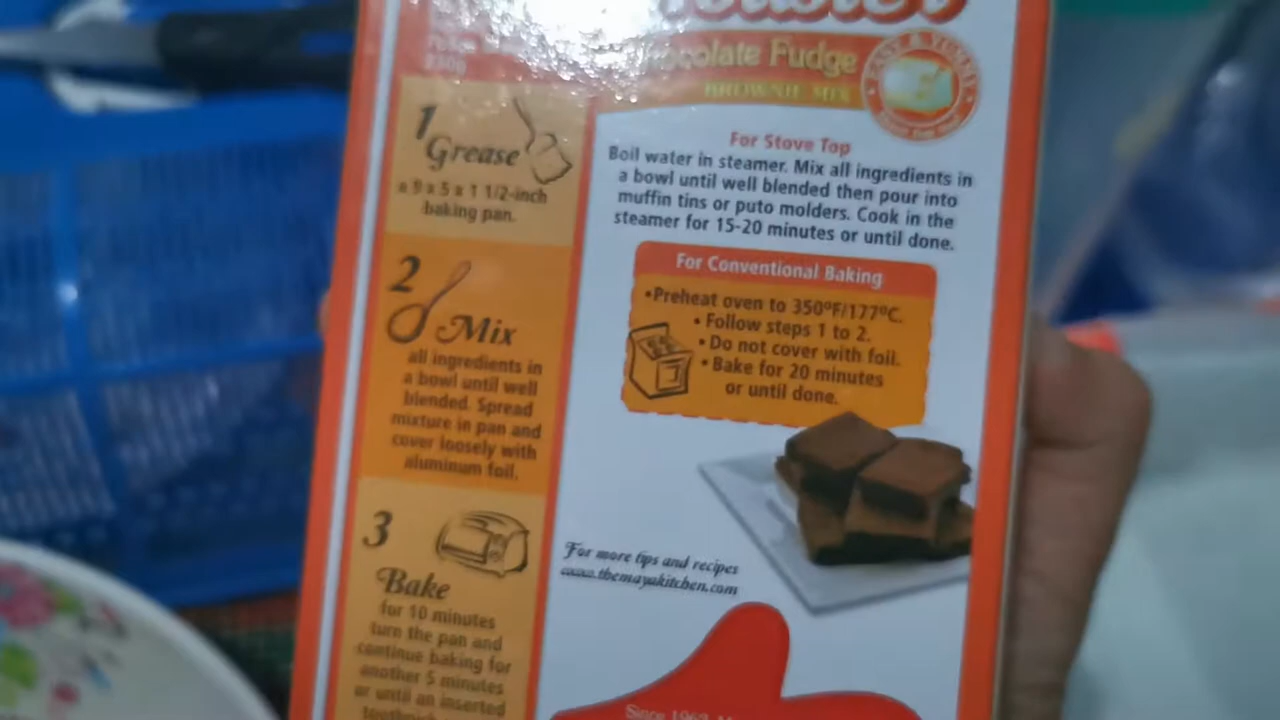 Chocolate Fudge
BROWNIE MIX
EASY & YUMMY
230g
1
Grease
a 9 x 5 x 1 1/2-inch
baking pan.
2
Mix
all ingredients in
a bowl until well
blended. Spread
mixture in pan and
cover loosely with
aluminum foil.
3
Bake
for 10 minutes
turn the pan and
continue baking for
another 5 minutes
or until an inserted
toothpick
For Stove Top
Boil water in steamer. Mix all ingredients in
a bowl until well blended then pour into
muffin tins or puto molders. Cook in the
steamer for 15-20 minutes or until done.
For Conventional Baking
•Preheat oven to 350ºF/177ºC.
• Follow steps 1 to 2.
• Do not cover with foil.
• Bake for 20 minutes
or until done.
For more tips and recipes
www.themayakitchen.com
Since